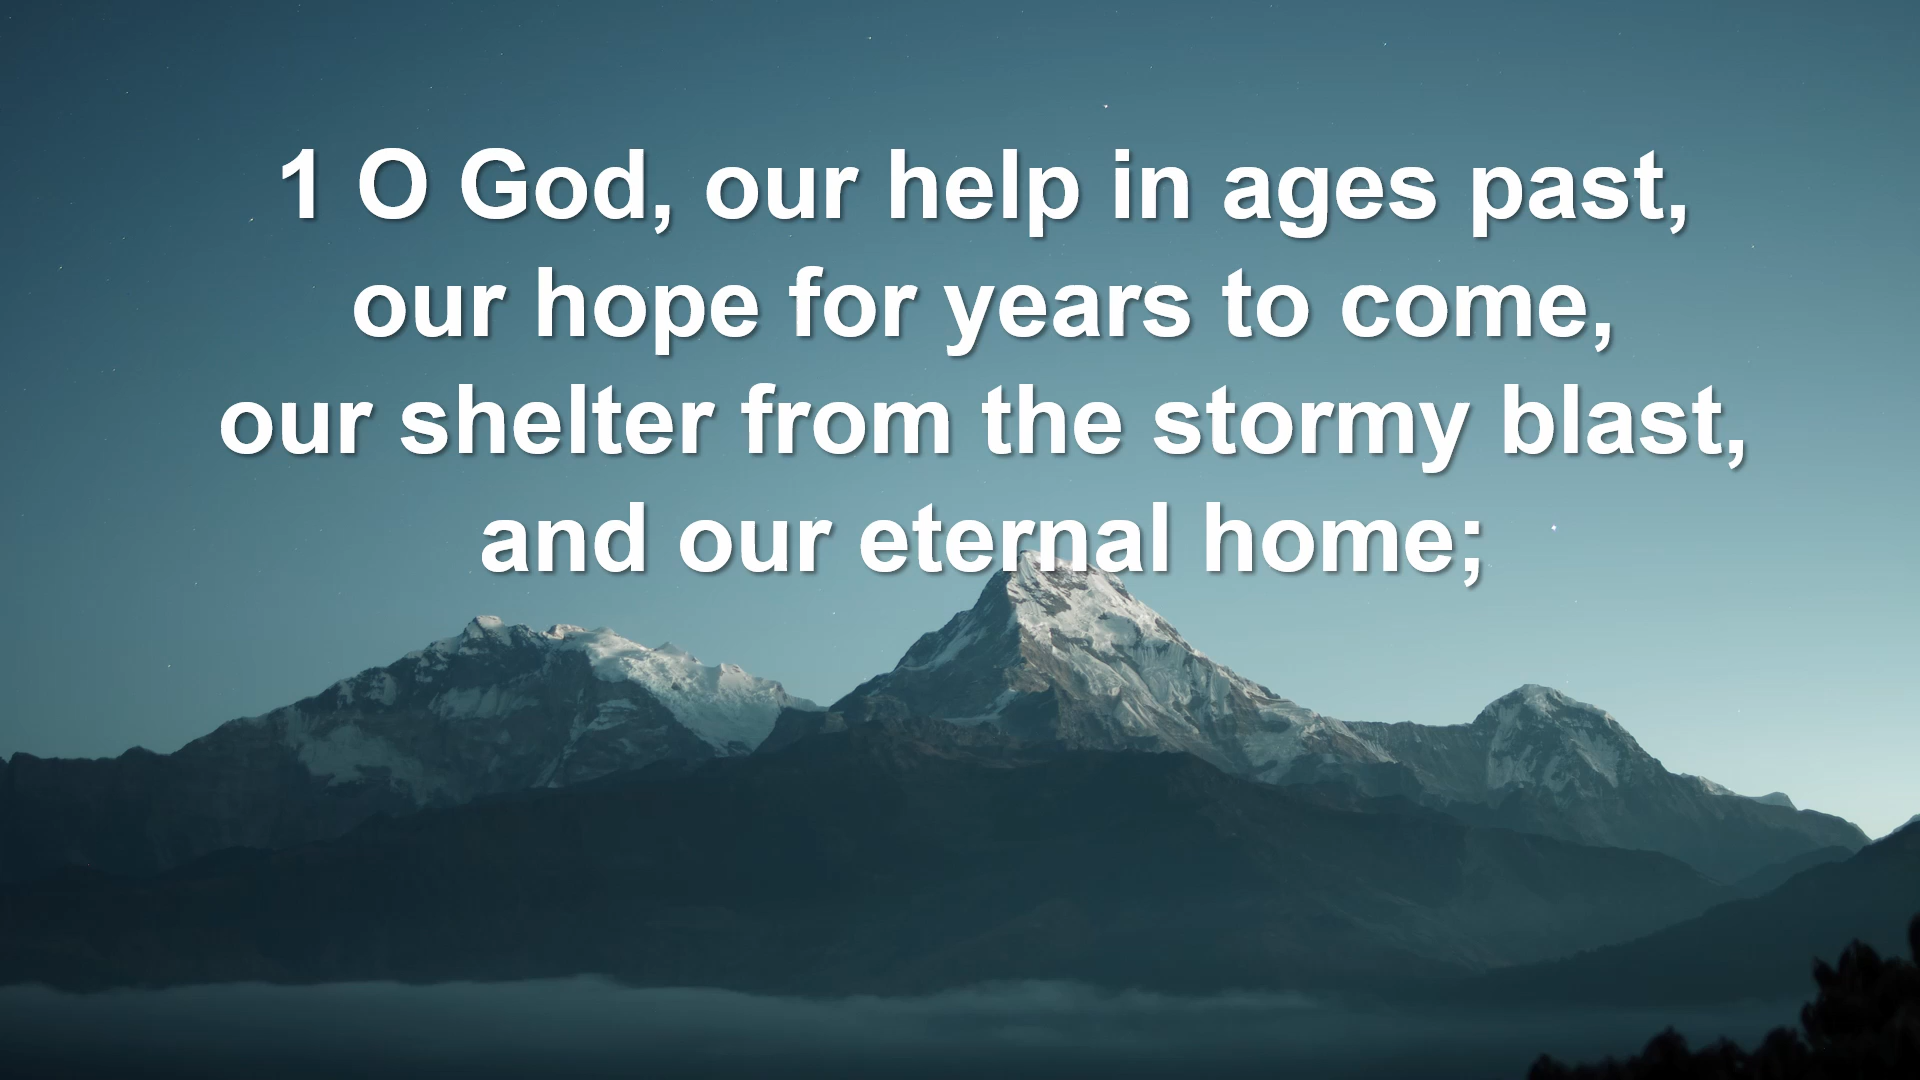 1 O God, our help in ages past,
our hope for years to come,
our shelter from the stormy blast,
and our eternal home;